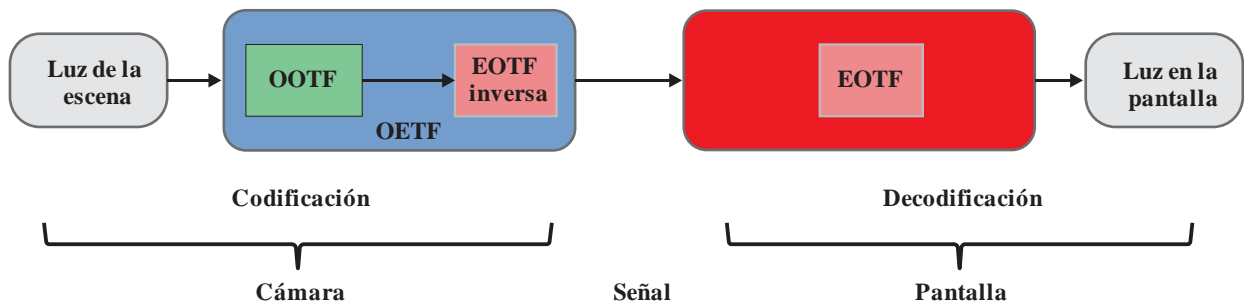 Luz de la
escena
OOTF
EOTF
inversa
OETF
EOTF
Luz en la
pantalla
Codificación
Decodificación
Cámara
Señal
Pantalla